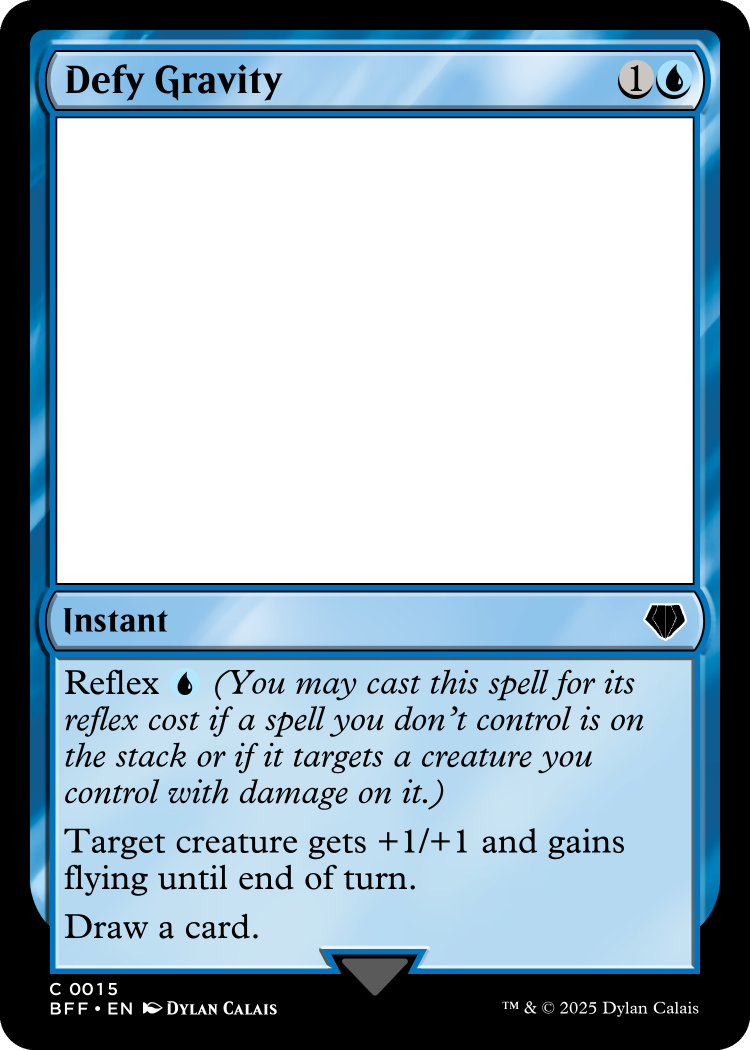 Defy Gravity 1
Instant
Reflex (You may cast this spell for its
reflex cost if a spell you don't control is on
the stack or if it targets a creature you
control with damage on it.)
Target creature gets +1/+1 and gains
flying until end of turn.
Draw a card.
C 0015
BFF • EN Dylan Calais
™ & © 2025 Dylan Calais